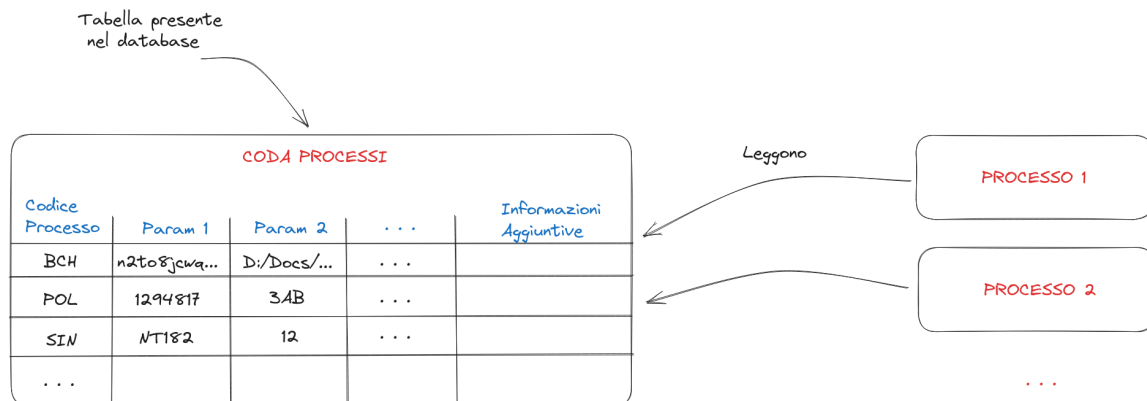 Tabella presente
nel database
CODA PROCESSI
Leggono
PROCESSO 1
Codice
Processo
Param 1
Param 2
...
Informazioni
Aggiuntive
BCH
n2to8jcwq...
D:/Docs/...
...
PROCESSO 2
POL
1294817
3AB
...
SIN
NT182
12
...
...
...